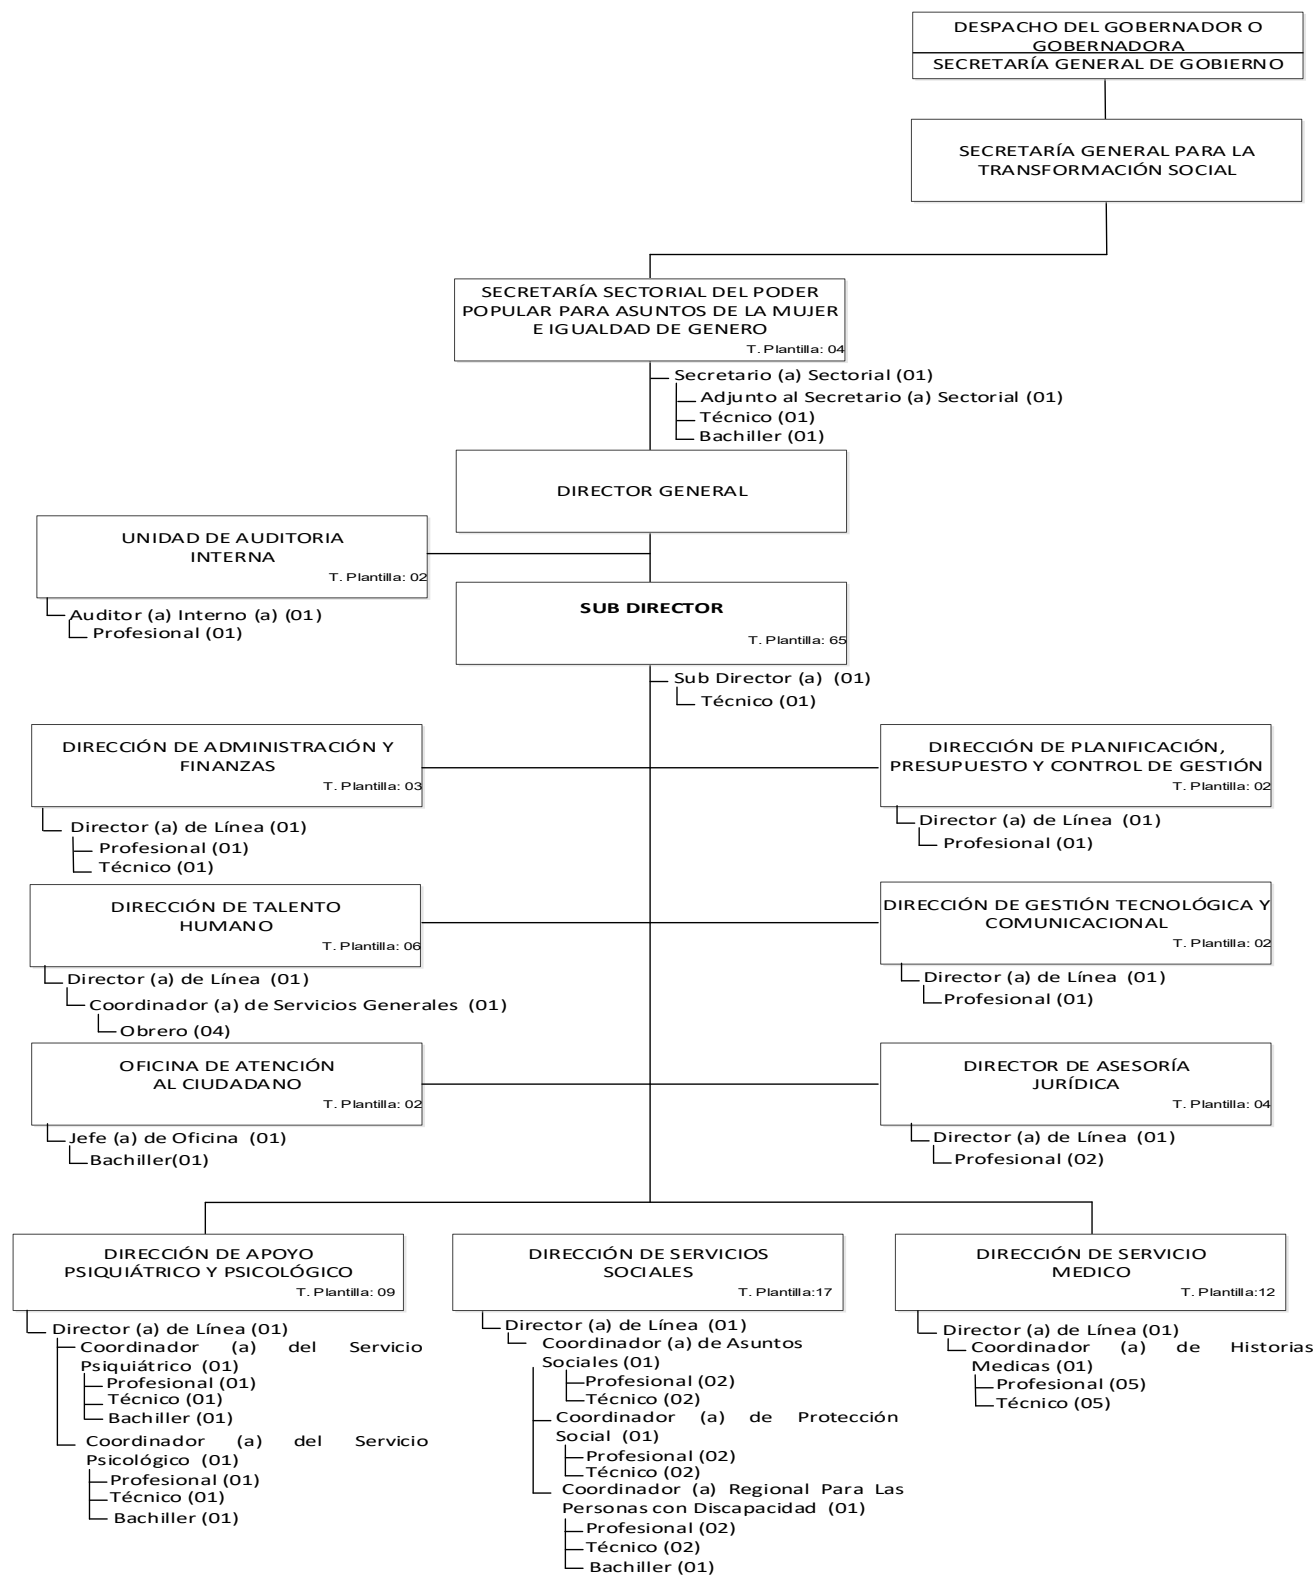 DESPACHO DEL GOBERNADOR O
GOBERNADORA
SECRETARÍA GENERAL DE GOBIERNO
SECRETARÍA GENERAL PARA LA
TRANSFORMACIÓN SOCIAL
SECRETARÍA SECTORIAL DEL PODER
POPULAR PARA ASUNTOS DE LA MUJER
E IGUALDAD DE GENERO
T. Plantilla: 04
Secretario (a) Sectorial (01)
Adjunto al Secretario (a) Sectorial (01)
Técnico (01)
Bachiller (01)
DIRECTOR GENERAL
UNIDAD DE AUDITORIA
INTERNA
T. Plantilla: 02
Auditor (a) Interno (a) (01)
Profesional (01)
SUB DIRECTOR
T. Plantilla: 65
Sub Director (a) (01)
Técnico (01)
DIRECCIÓN DE ADMINISTRACIÓN Y
FINANZAS
T. Plantilla: 03
Director (a) de Línea (01)
Profesional (01)
Técnico (01)
DIRECCIÓN DE PLANIFICACIÓN,
PRESUPUESTO Y CONTROL DE GESTIÓN
T. Plantilla: 02
Director (a) de Línea (01)
Profesional (01)
DIRECCIÓN DE TALENTO
HUMANO
T. Plantilla: 06
Director (a) de Línea (01)
Coordinador (a) de Servicios Generales (01)
Obrero (04)
DIRECCIÓN DE GESTIÓN TECNOLÓGICA Y
COMUNICACIONAL
T. Plantilla: 02
Director (a) de Línea (01)
Profesional (01)
OFICINA DE ATENCIÓN
AL CIUDADANO
T. Plantilla: 02
Jefe (a) de Oficina (01)
Bachiller(01)
DIRECTOR DE ASESORÍA
JURÍDICA
T. Plantilla: 04
Director (a) de Línea (01)
Profesional (02)
DIRECCIÓN DE APOYO
PSIQUIÁTRICO Y PSICOLÓGICO
T. Plantilla: 09
Director (a) de Línea (01)
Coordinador (a) del Servicio
Psiquiátrico (01)
Profesional (01)
Técnico (01)
Bachiller (01)
Coordinador (a) del Servicio
Psicológico (01)
Profesional (01)
Técnico (01)
Bachiller (01)
DIRECCIÓN DE SERVICIOS
SOCIALES
T. Plantilla:17
Director (a) de Línea (01)
Coordinador (a) de Asuntos
Sociales (01)
Profesional (02)
Técnico (02)
Coordinador (a) de Protección
Social (01)
Profesional (02)
Técnico (02)
Coordinador (a) Regional Para Las
Personas con Discapacidad (01)
Profesional (02)
Técnico (02)
Bachiller (01)
DIRECCIÓN DE SERVICIO
MEDICO
T. Plantilla:12
Director (a) de Línea (01)
Coordinador (a) de Historias
Medicas (01)
Profesional (05)
Técnico (05)